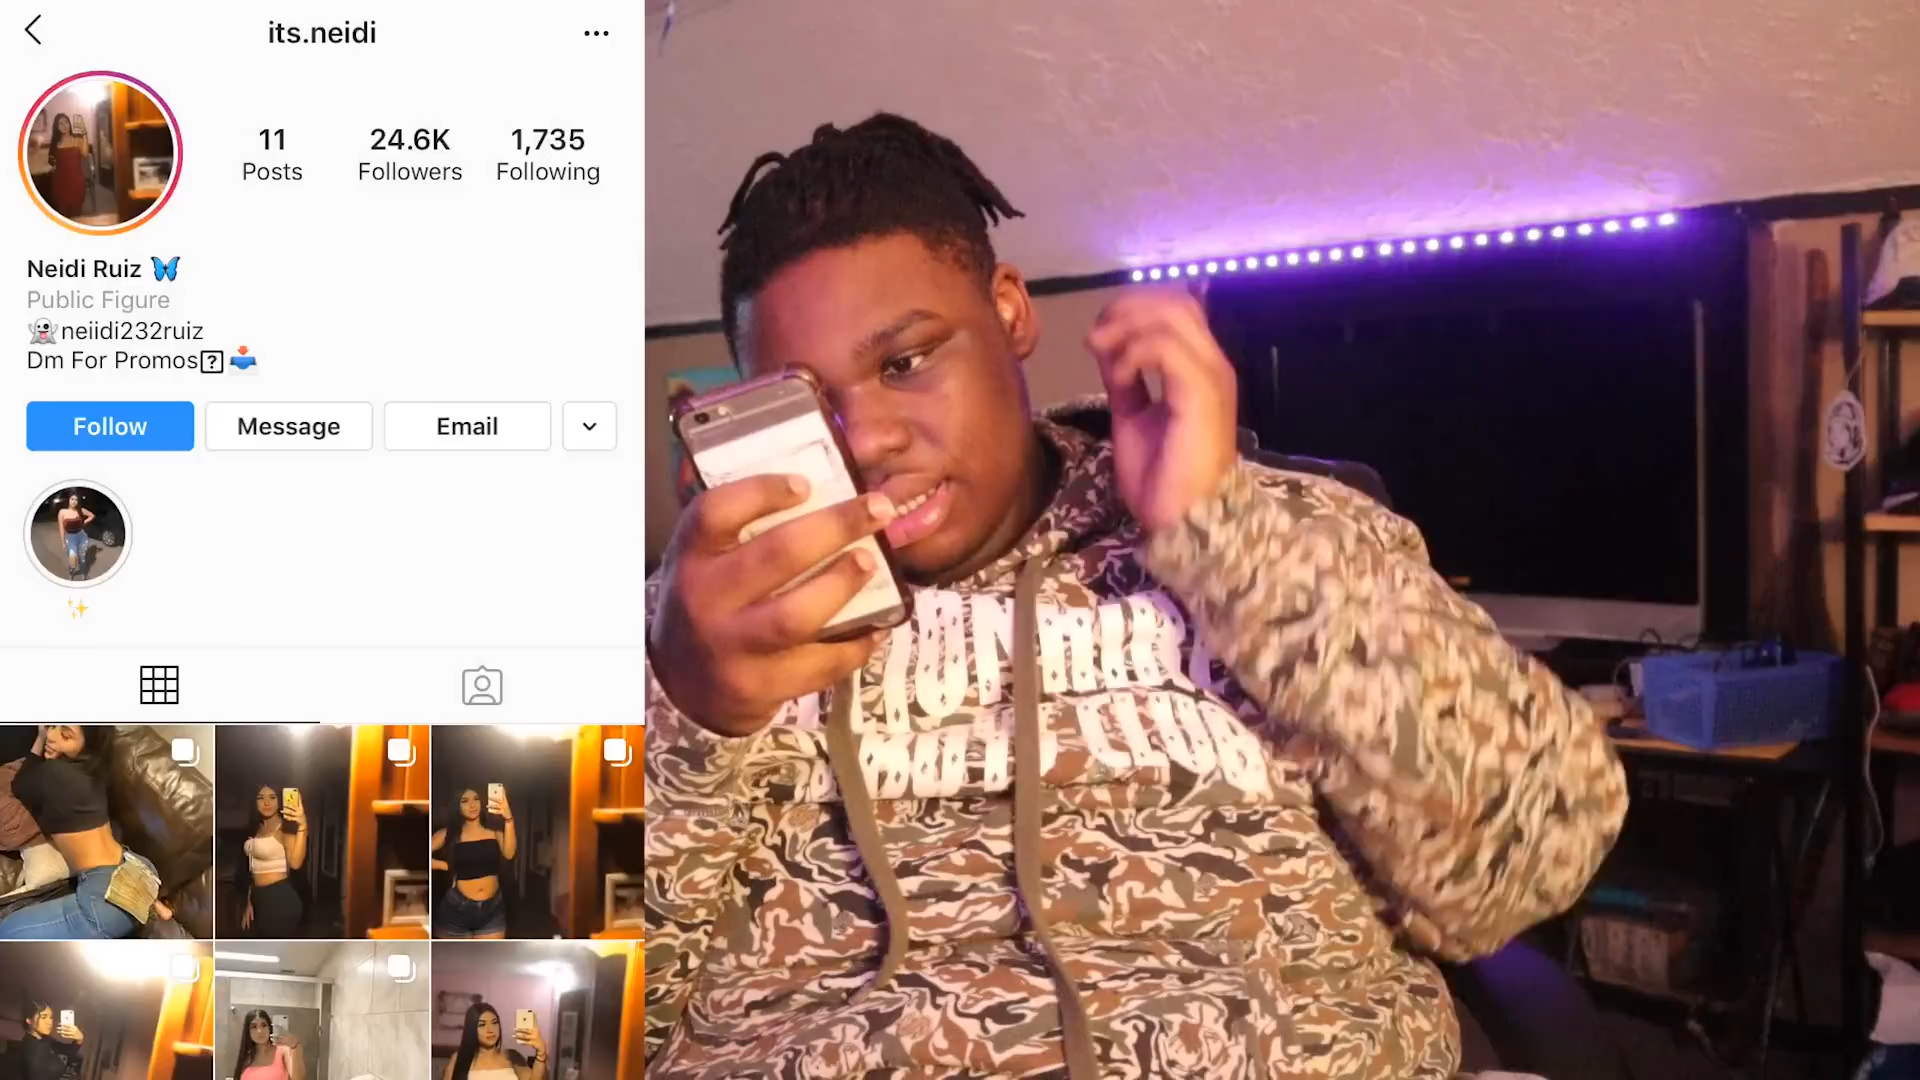 its.neidi
11
Posts
24.6K
Followers
1,735
Following
Neidi Ruiz 🦋
Public Figure
👻neiidi232ruiz
Dm For Promos⍰ 📥
Follow
Message
Email
✨
CLUB